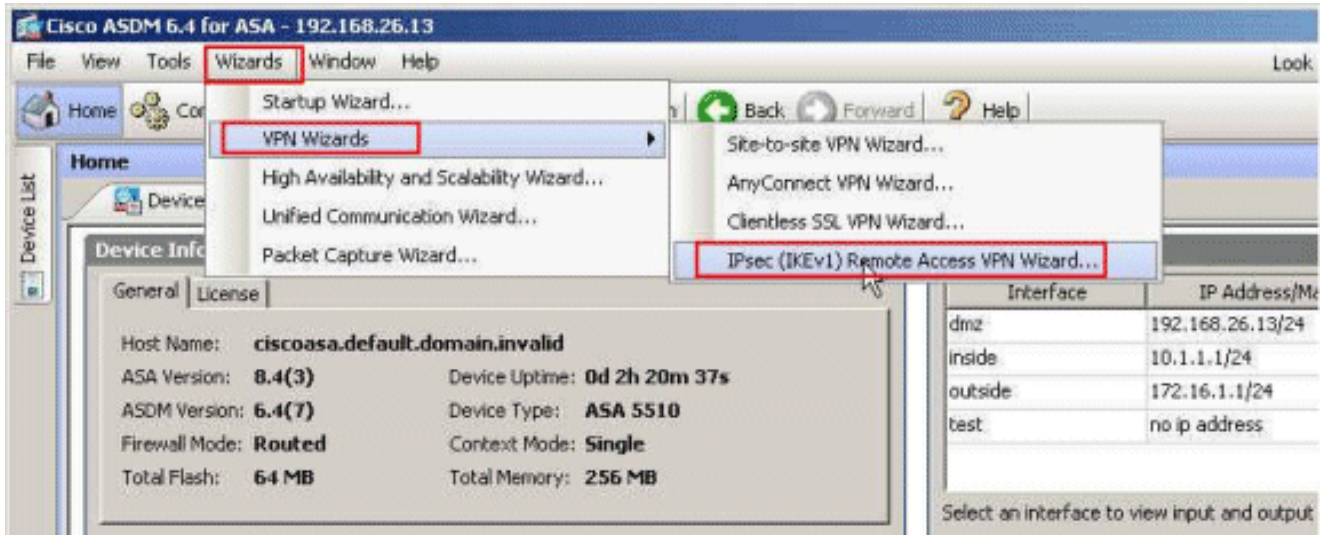 Cisco ASDM 6.4 for ASA - 192.168.26.13
File View Tools Wizards Window Help Look
Home Back Forward Help
Startup Wizard...
VPN Wizards
High Availability and Scalability Wizard...
Unified Communication Wizard...
Packet Capture Wizard...
Site-to-site VPN Wizard...
AnyConnect VPN Wizard...
Clientless SSL VPN Wizard...
IPsec (IKEv1) Remote Access VPN Wizard...
Device List
Home
Device
Device Info
General License
Host Name: ciscoasa.default.domain.invalid
ASA Version: 8.4(3) Device Uptime: 0d 2h 20m 37s
ASDM Version: 6.4(7) Device Type: ASA 5510
Firewall Mode: Routed Context Mode: Single
Total Flash: 64 MB Total Memory: 256 MB
Interface IP Address/Ma
dmz 192.168.26.13/24
inside 10.1.1.1/24
outside 172.16.1.1/24
test no ip address
Select an interface to view input and output